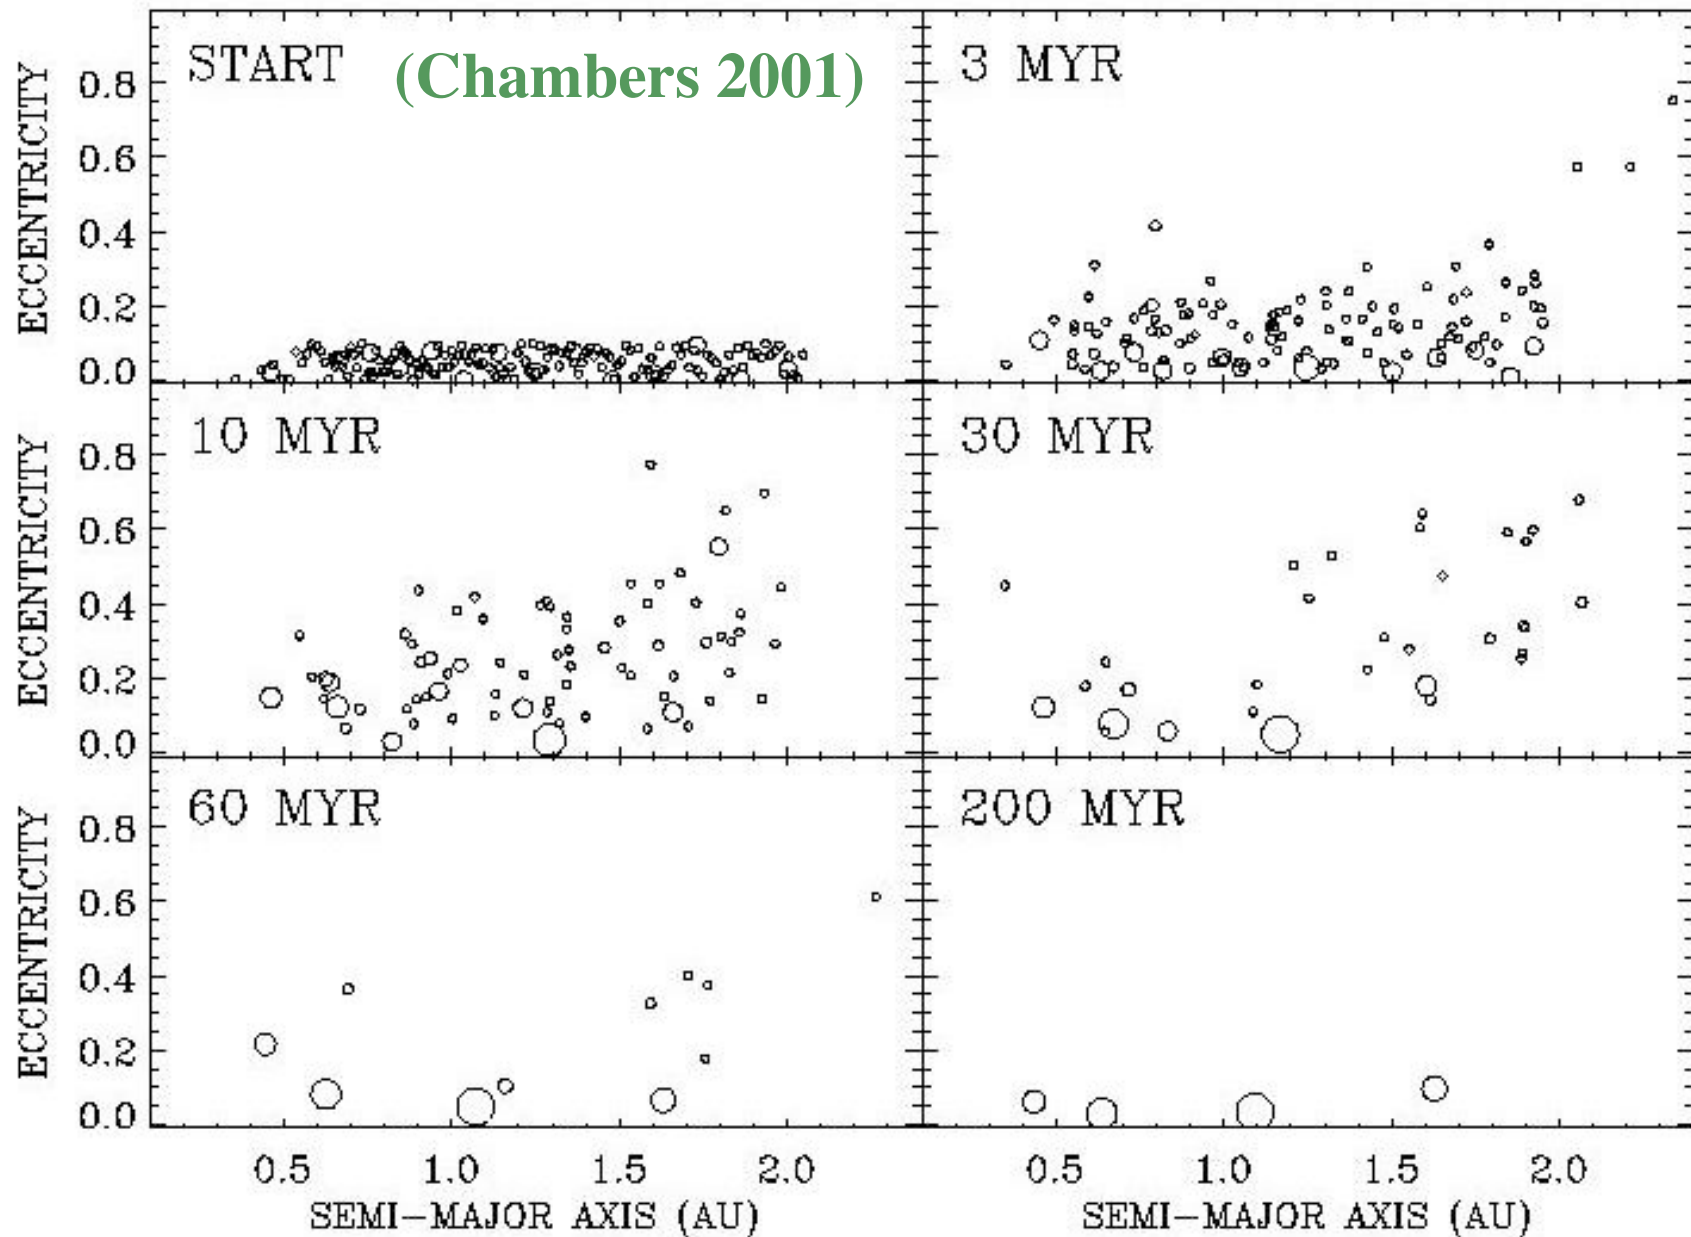 START
(Chambers 2001)
3 MYR
ECCENTRICITY
0.8
0.6
0.4
0.2
0.0
10 MYR
30 MYR
ECCENTRICITY
0.8
0.6
0.4
0.2
0.0
60 MYR
200 MYR
ECCENTRICITY
0.8
0.6
0.4
0.2
0.0
0.5 1.0 1.5 2.0
0.5 1.0 1.5 2.0
SEMI-MAJOR AXIS (AU)
SEMI-MAJOR AXIS (AU)